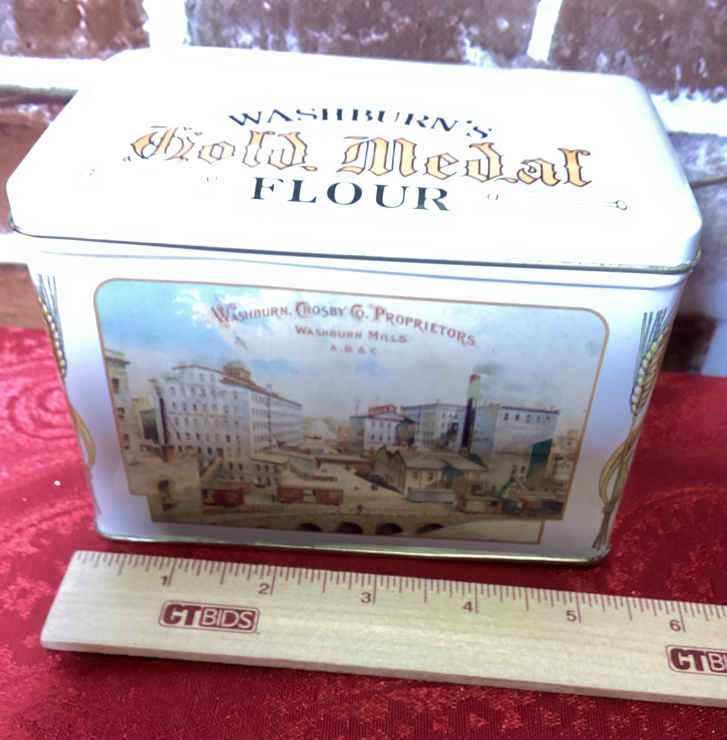 WASHBURN'S
Gold Medal
FLOUR
WASHBURN, CROSBY CO. PROPRIETORS
WASHBURN MILLS
A. B & C.
1 2 3 4 5 6
CTBIDS